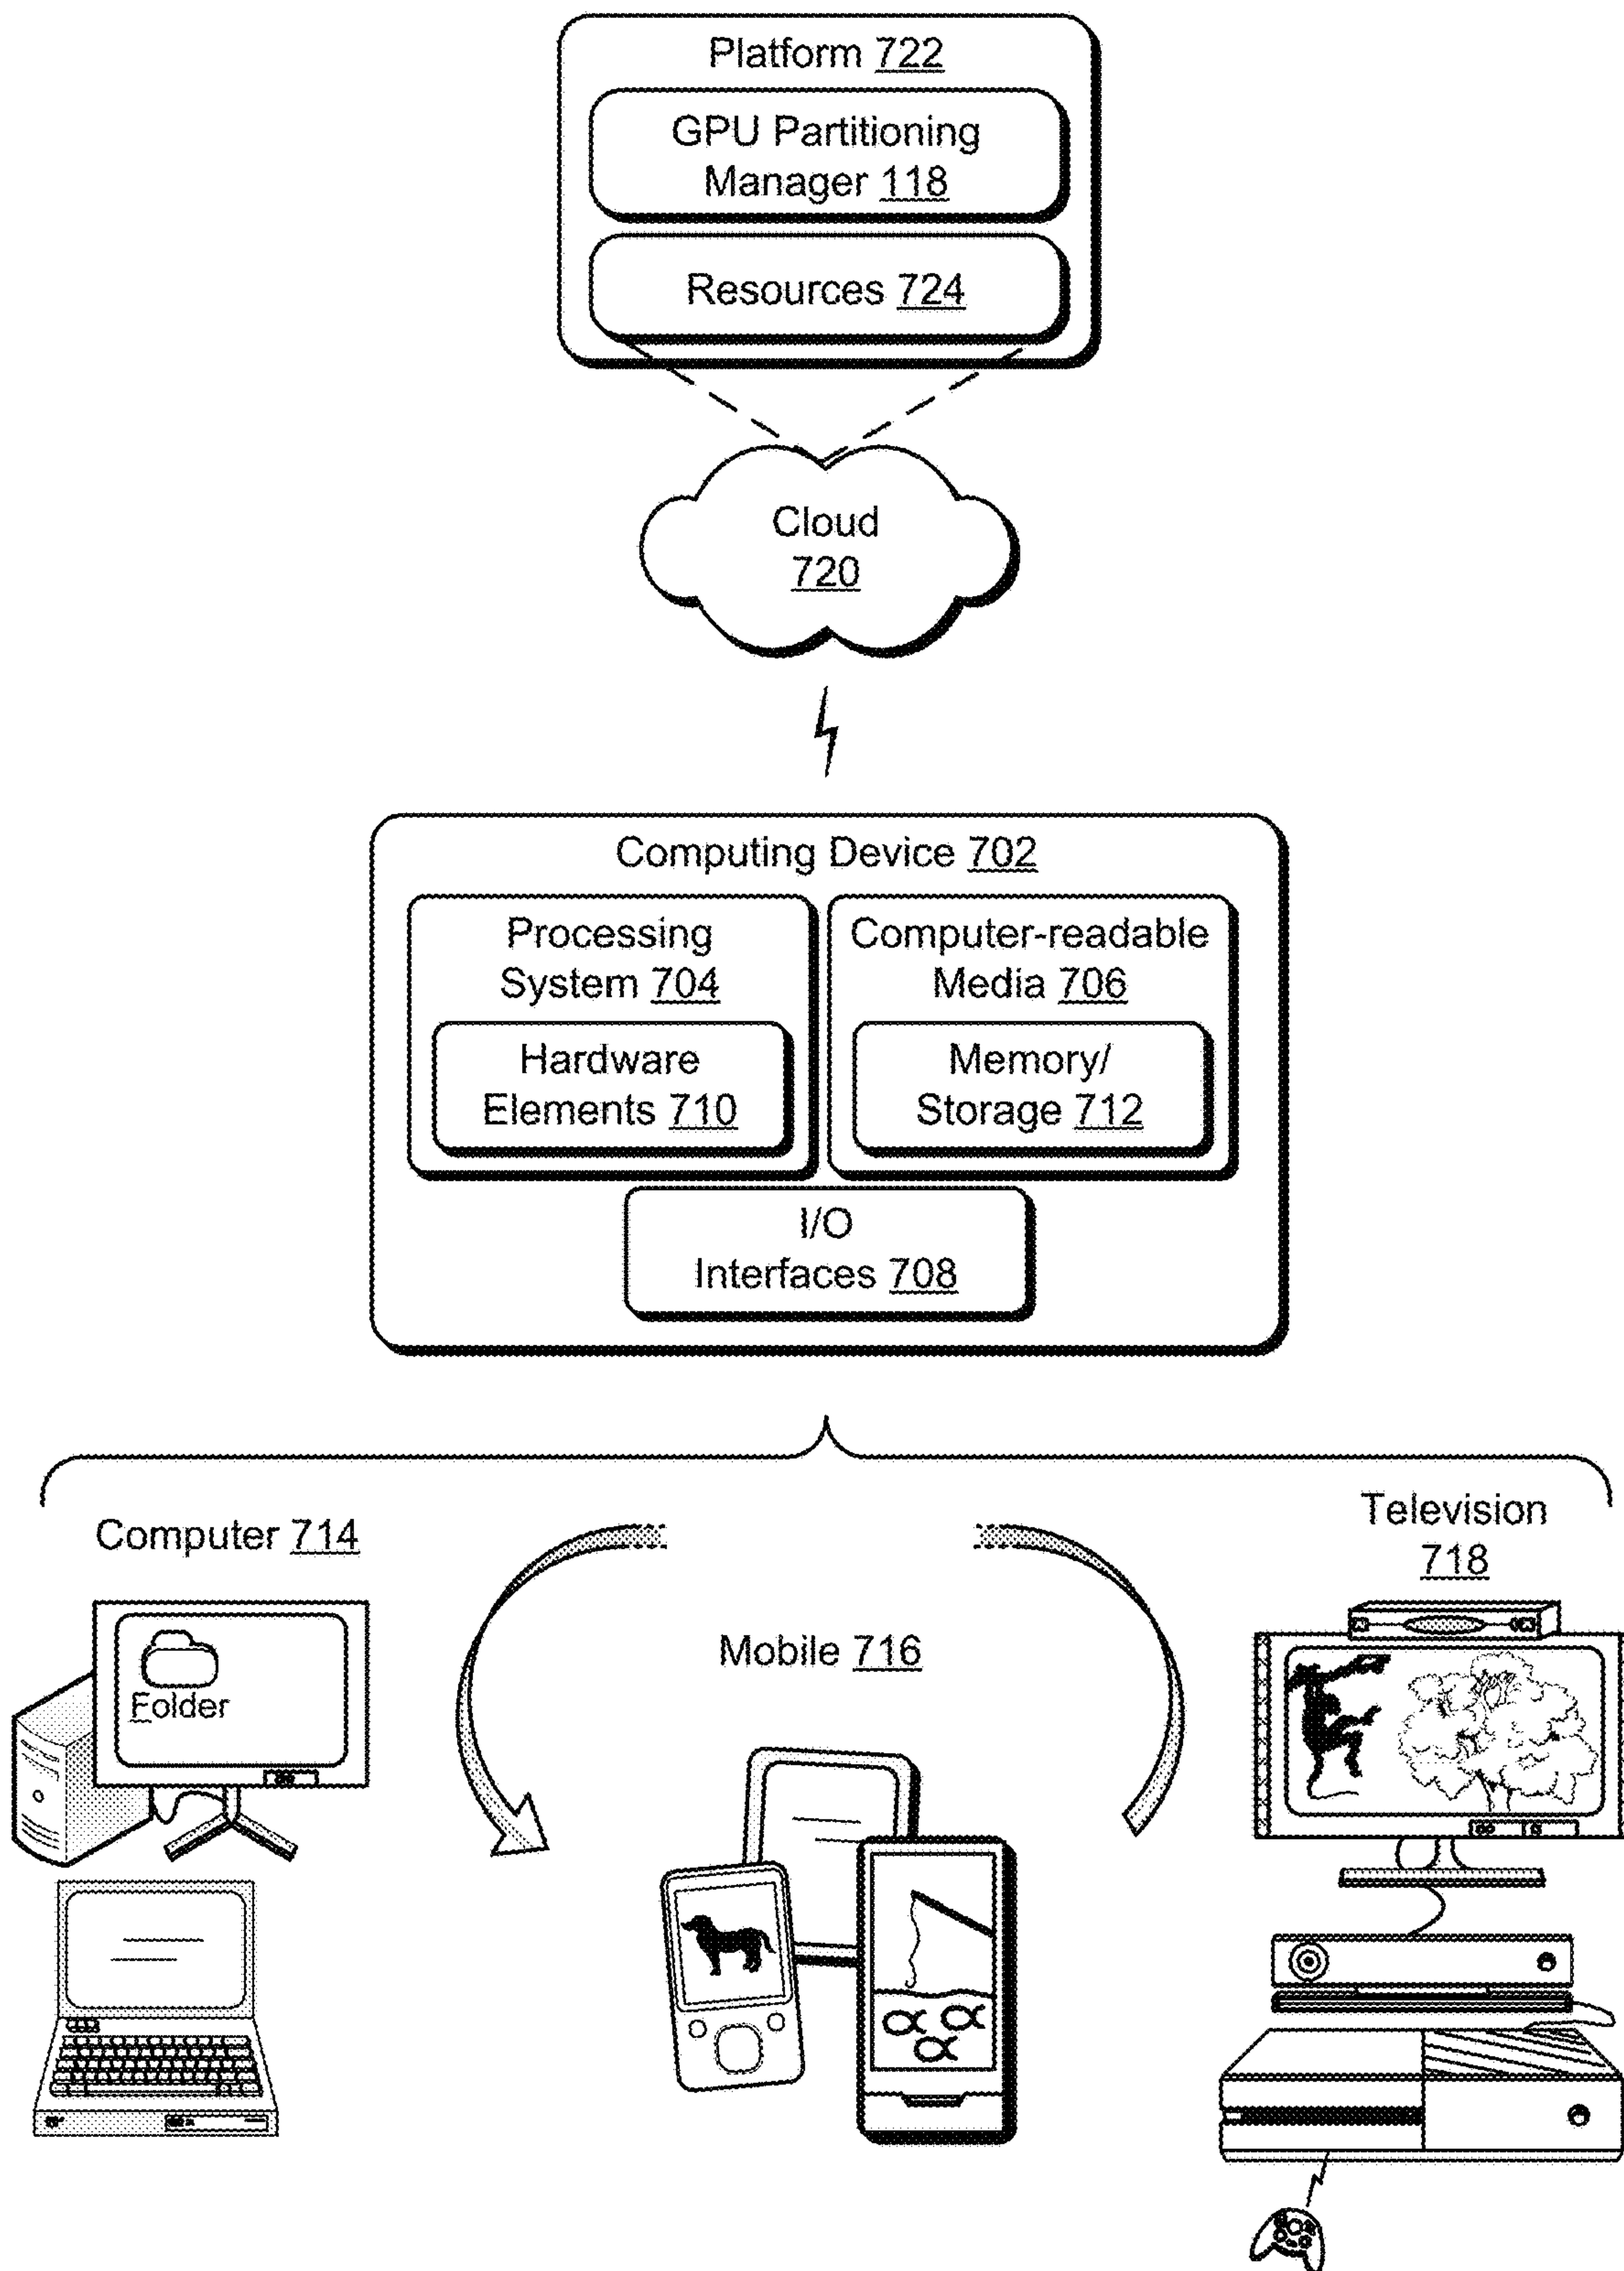 Platform 722
GPU Partitioning
Manager 118
Resources 724
Cloud
720
Computing Device 702
Processing
System 704
Hardware
Elements 710
Computer-readable
Media 706
Memory/
Storage 712
I/O
Interfaces 708
Computer 714
Folder
Mobile 716
Television
718